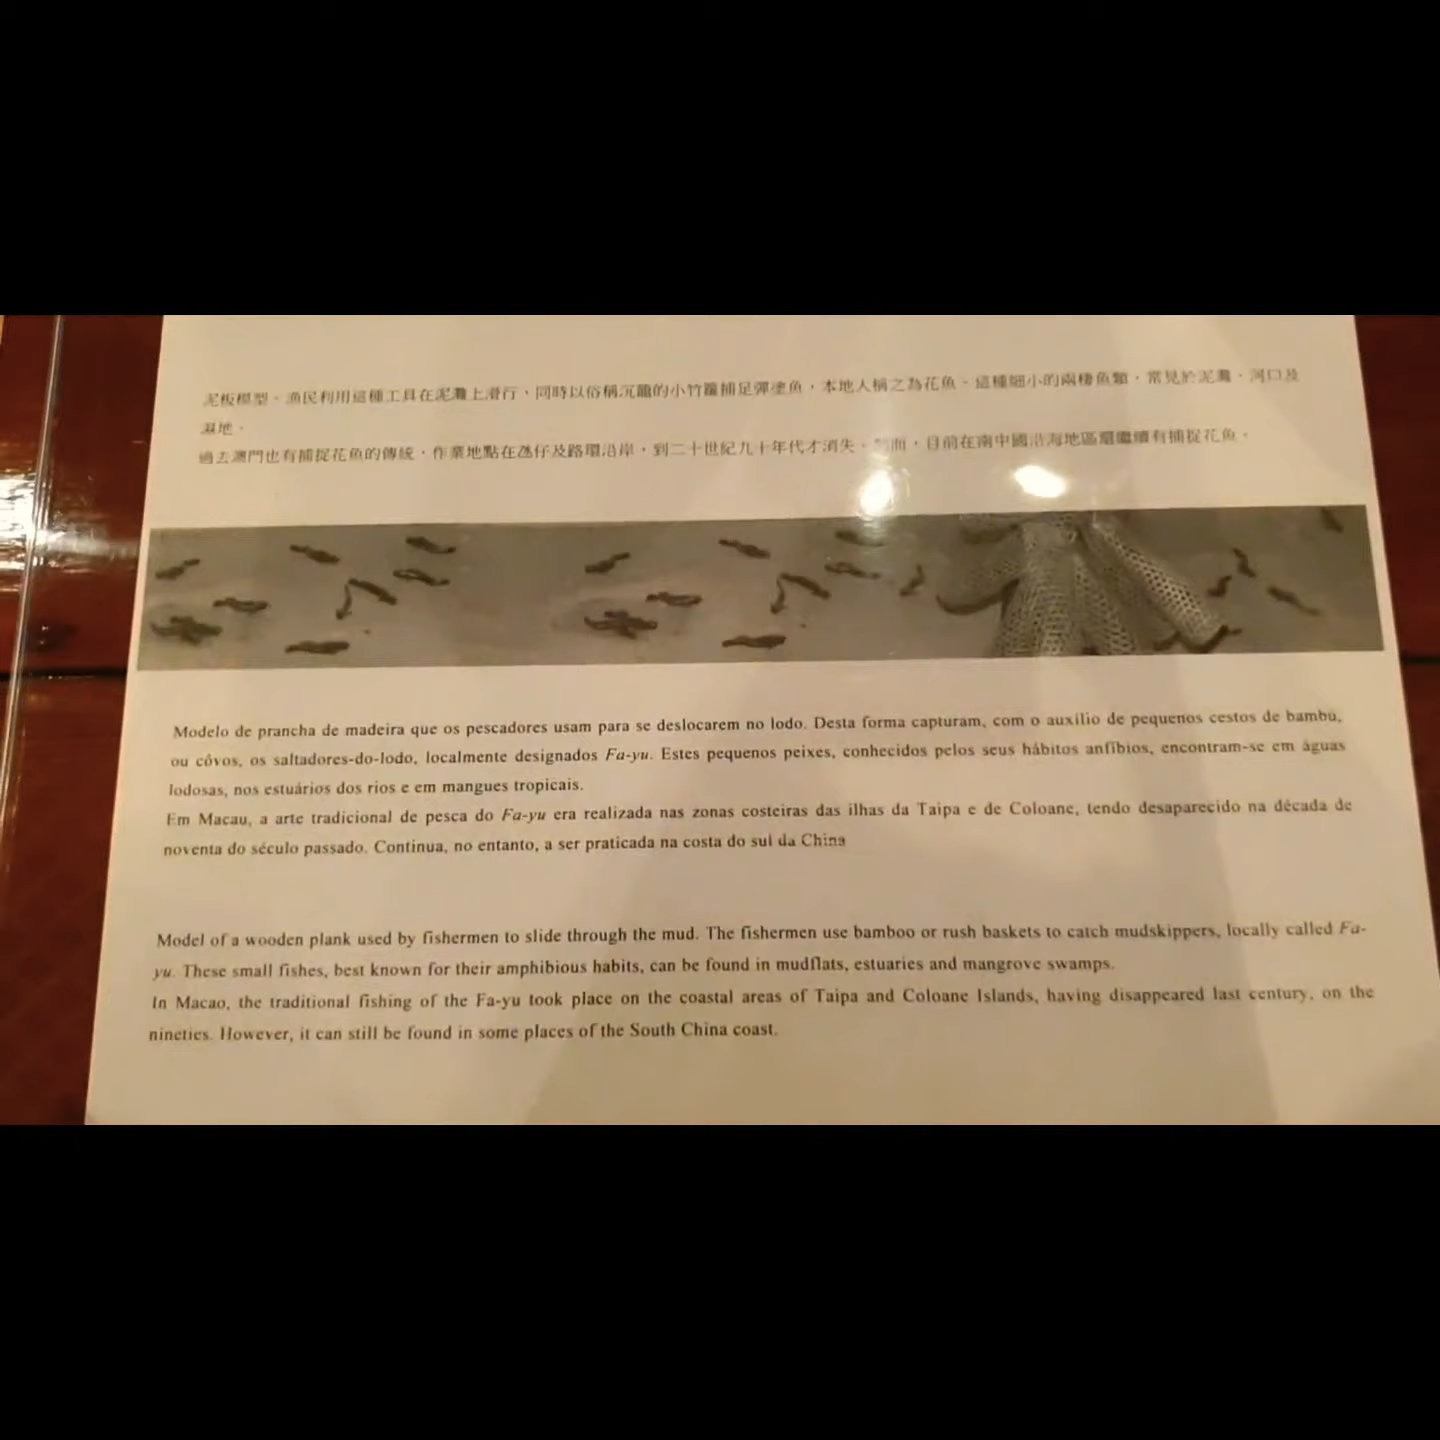 泥板模型。漁民利用這種工具在泥灘上滑行，同時以俗稱沉籠的小竹籮捕足彈塗魚，本地人稱之為花魚。這種細小的兩棲魚類，常見於泥灘、河口及
濕地。
過去澳門也有捕捉花魚的傳統，作業地點在氹仔及路環沿岸，到二十世紀九十年代才消失。而，目前在南中國沿海地區還繼續有捕捉花魚。
Modelo de prancha de madeira que os pescadores usam para se deslocarem no lodo. Desta forma capturam, com o auxílio de pequenos cestos de bambu,
ou côvos, os saltadores-do-lodo, localmente designados Fa-yu. Estes pequenos peixes, conhecidos pelos seus hábitos anfíbios, encontram-se em águas
lodosas, nos estuários dos rios e em mangues tropicais.
Em Macau, a arte tradicional de pesca do Fa-yu era realizada nas zonas costeiras das ilhas da Taipa e de Coloane, tendo desaparecido na década de
noventa do século passado. Continua, no entanto, a ser praticada na costa do sul da China
Model of a wooden plank used by fishermen to slide through the mud. The fishermen use bamboo or rush baskets to catch mudskippers, locally called Fa-
yu. These small fishes, best known for their amphibious habits, can be found in mudflats, estuaries and mangrove swamps.
In Macao, the traditional fishing of the Fa-yu took place on the coastal areas of Taipa and Coloane Islands, having disappeared last century, on the
nineties. However, it can still be found in some places of the South China coast.